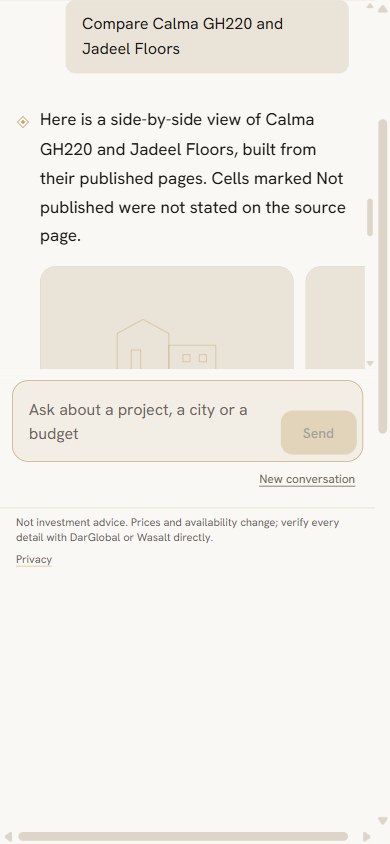 Compare Calma GH220 and
Jadeel Floors
Here is a side-by-side view of Calma
GH220 and Jadeel Floors, built from
their published pages. Cells marked Not
published were not stated on the source
page.
Ask about a project, a city or a
budget
Send
New conversation
Not investment advice. Prices and availability change; verify every
detail with DarGlobal or Wasalt directly.
Privacy